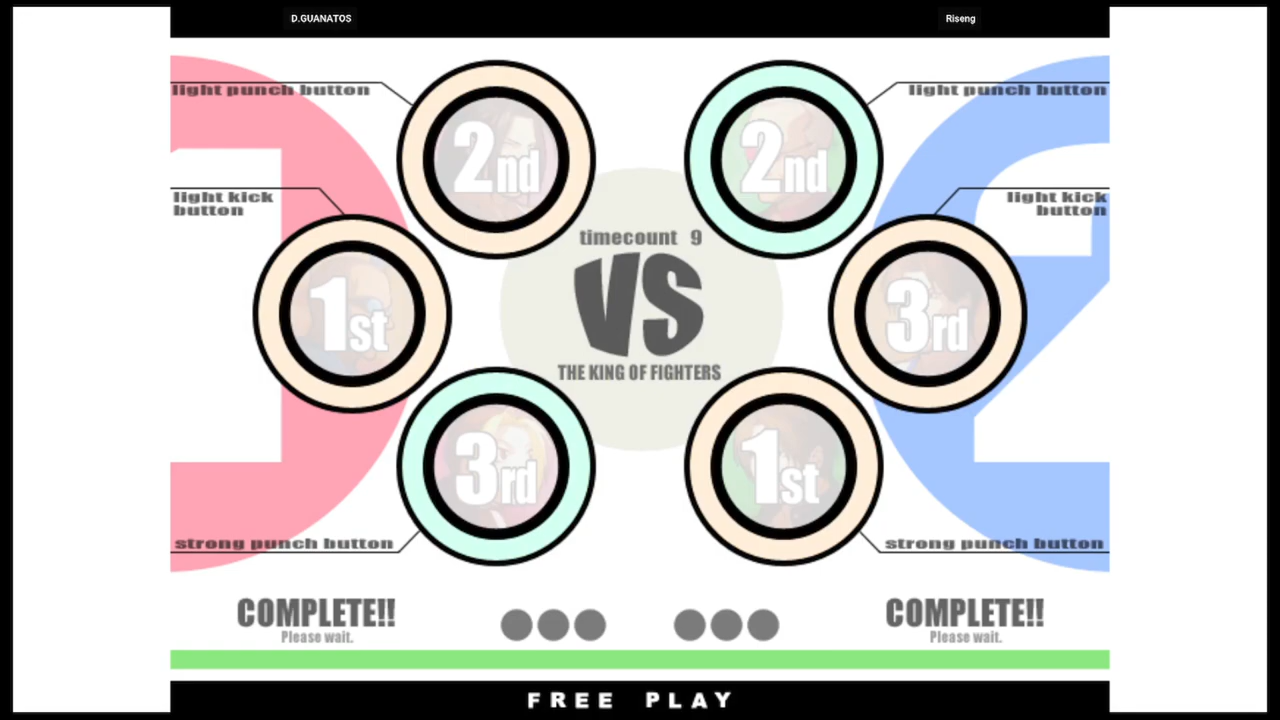 D.GUANATOS
Riseng
light punch button
light punch button
2nd
2nd
light kick
button
light kick
button
timecount 9
VS
THE KING OF FIGHTERS
1st
3rd
3rd
1st
strong punch button
strong punch button
COMPLETE!!
Please wait.
COMPLETE!!
Please wait.
FREE PLAY
1
2